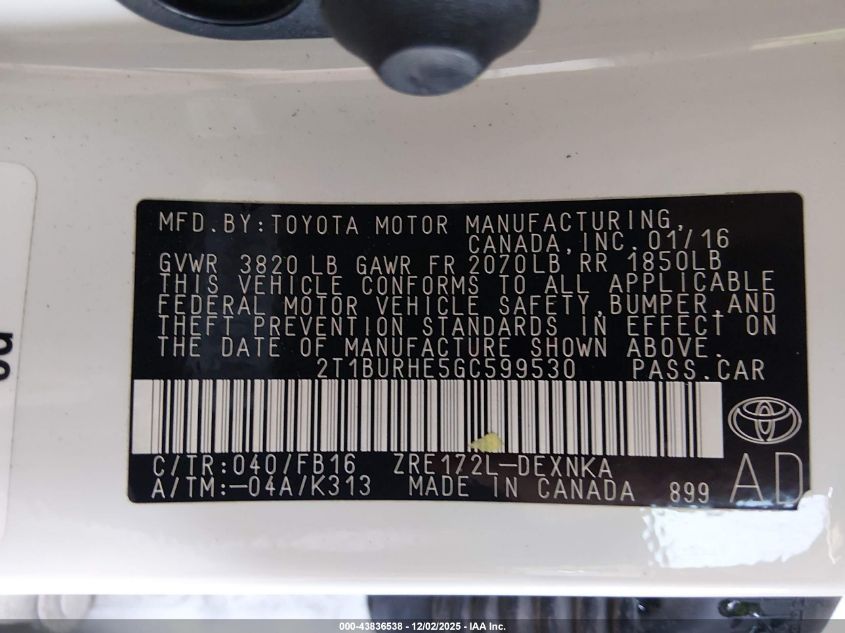 MFD.BY:TOYOTA MOTOR MANUFACTURING,
CANADA,INC.01/16
GVWR 3820LB GAWR FR 2070LB RR 1850LB
THIS VEHICLE CONFORMS TO ALL APPLICABLE
FEDERAL MOTOR VEHICLE SAFETY,BUMPER,AND
THEFT PREVENTION STANDARDS IN EFFECT ON
THE DATE OF MANUFACTURE SHOWN ABOVE.
2T1BURHE5GC599530 PASS.CAR
C/TR:040/FB16 ZRE172L-DEXNKA
A/TM:-04A/K313 MADE IN CANADA 899 AD
000-43836538 - 12/02/2025 - IAA Inc.